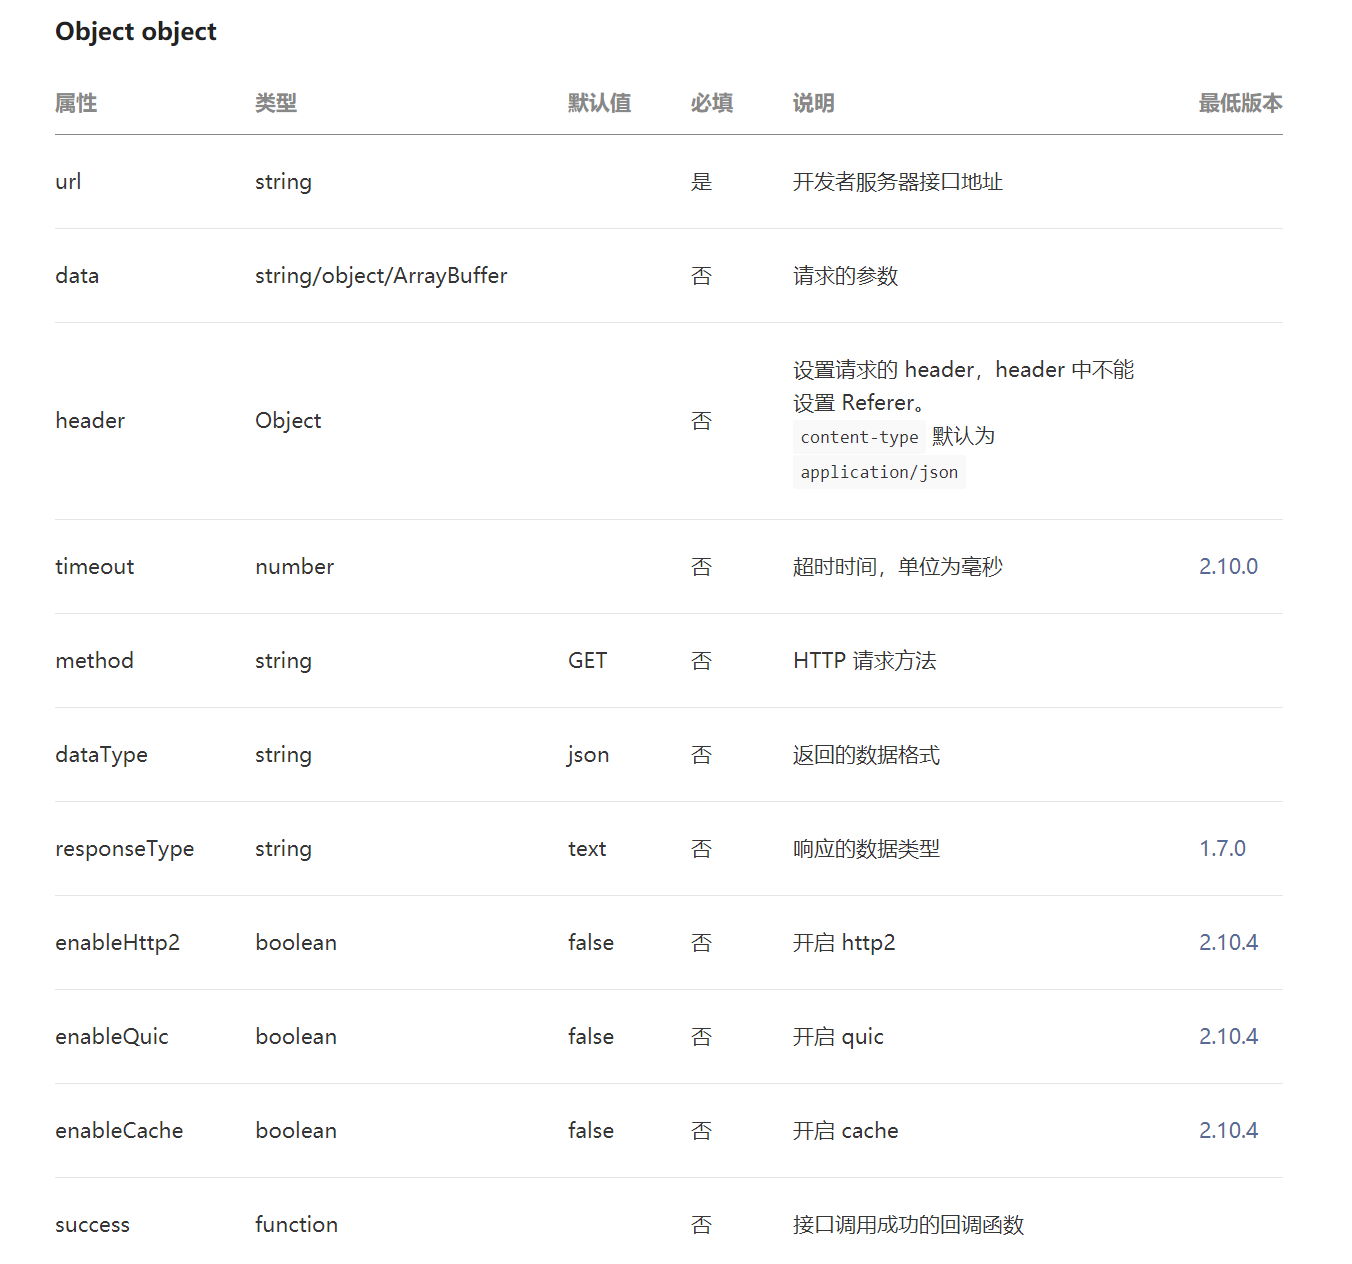 Object object
属性 类型 默认值 必填 说明 最低版本
url string 是 开发者服务器接口地址
data string/object/ArrayBuffer 否 请求的参数
header Object 否 设置请求的 header，header 中不能
设置 Referer。
content-type 默认为
application/json
timeout number 否 超时时间，单位为毫秒 2.10.0
method string GET 否 HTTP 请求方法
dataType string json 否 返回的数据格式
responseType string text 否 响应的数据类型 1.7.0
enableHttp2 boolean false 否 开启 http2 2.10.4
enableQuic boolean false 否 开启 quic 2.10.4
enableCache boolean false 否 开启 cache 2.10.4
success function 否 接口调用成功的回调函数